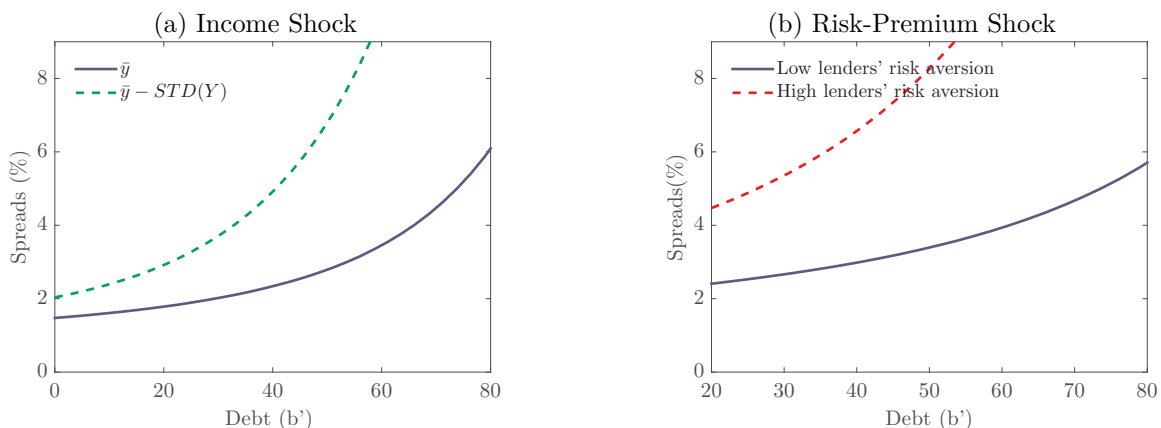 (a) Income Shock
ȳ
ȳ − STD(Y)
Spreads (%)
8
6
4
2
0
0 20 40 60 80
Debt (b')
(b) Risk-Premium Shock
Low lenders' risk aversion
High lenders' risk aversion
Spreads(%)
8
6
4
2
0
20 30 40 50 60 70 80
Debt (b')